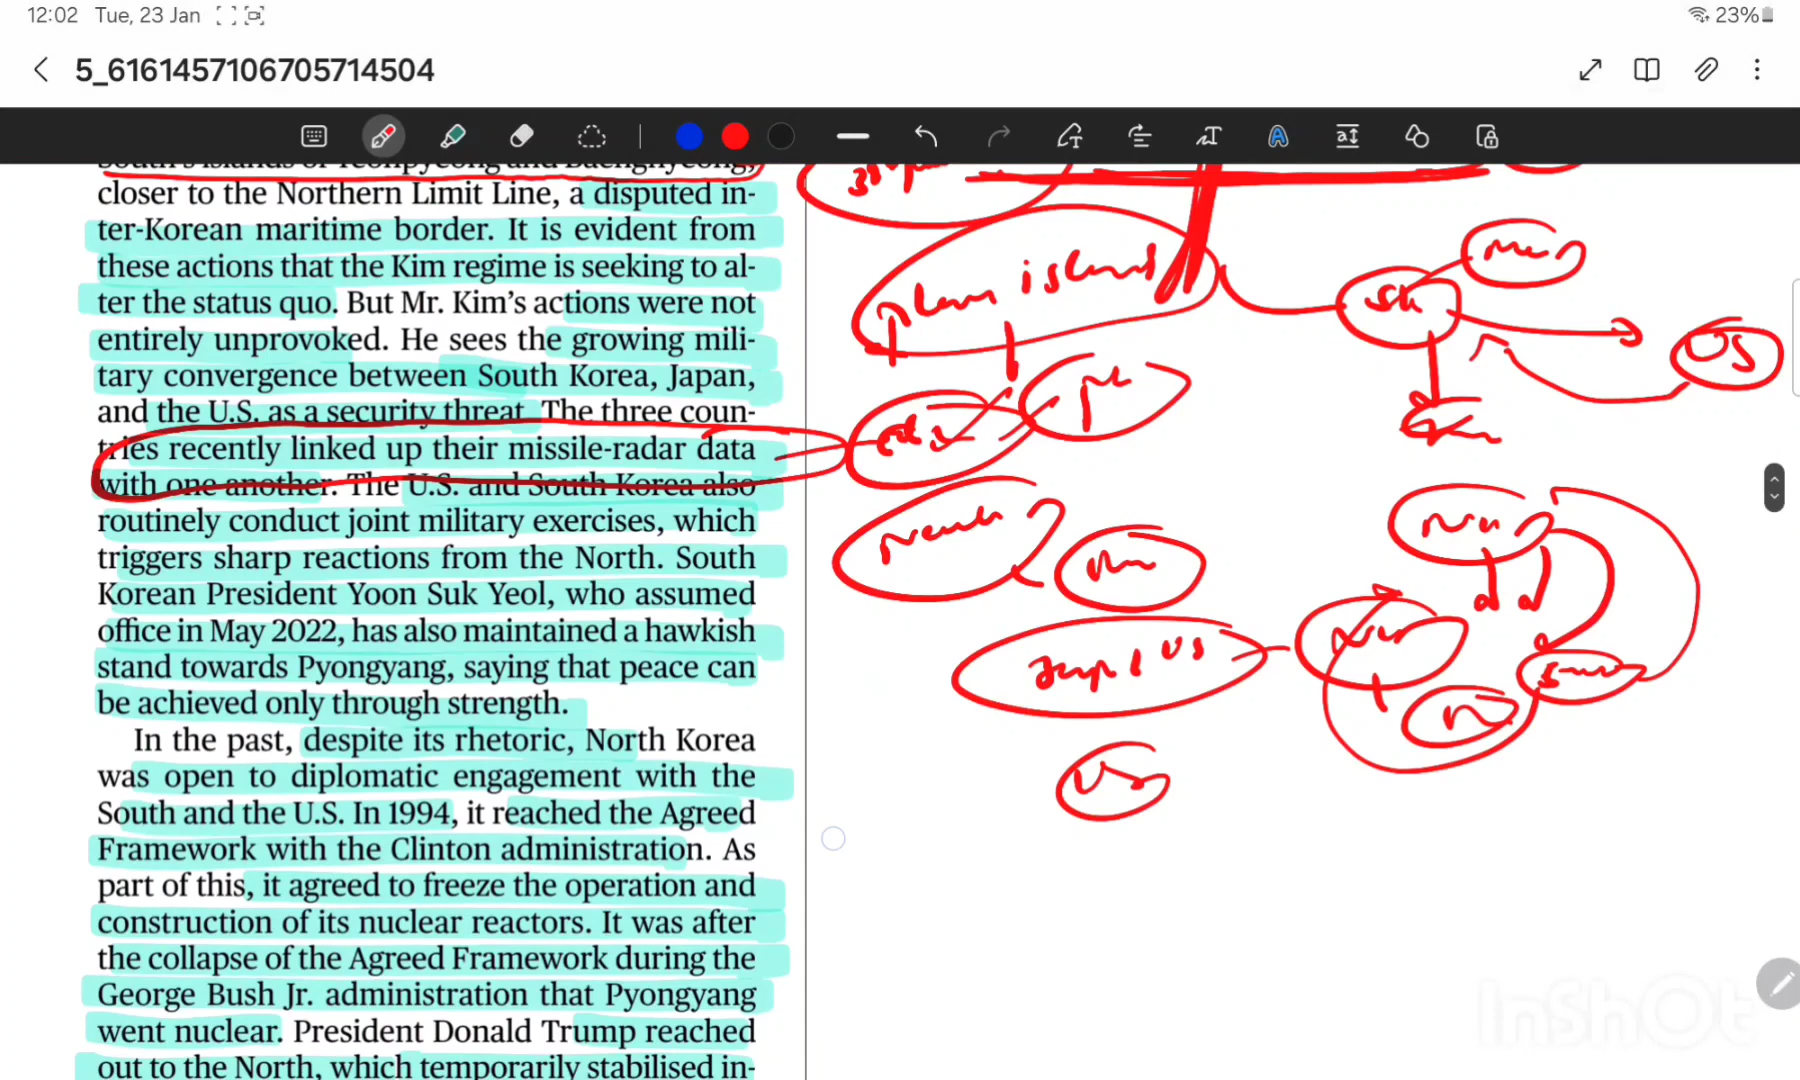 12:02 Tue, 23 Jan
23%
5_6161457106705714504
South's islands of Yeonpyeong and Baengnyeong,
closer to the Northern Limit Line, a disputed in-
ter-Korean maritime border. It is evident from
these actions that the Kim regime is seeking to al-
ter the status quo. But Mr. Kim's actions were not
entirely unprovoked. He sees the growing mili-
tary convergence between South Korea, Japan,
and the U.S. as a security threat. The three coun-
tries recently linked up their missile-radar data
with one another. The U.S. and South Korea also
routinely conduct joint military exercises, which
triggers sharp reactions from the North. South
Korean President Yoon Suk Yeol, who assumed
office in May 2022, has also maintained a hawkish
stand towards Pyongyang, saying that peace can
be achieved only through strength.
In the past, despite its rhetoric, North Korea
was open to diplomatic engagement with the
South and the U.S. In 1994, it reached the Agreed
Framework with the Clinton administration. As
part of this, it agreed to freeze the operation and
construction of its nuclear reactors. It was after
the collapse of the Agreed Framework during the
George Bush Jr. administration that Pyongyang
went nuclear. President Donald Trump reached
out to the North, which temporarily stabilised in-
island
SK
US
US
US
InShOt